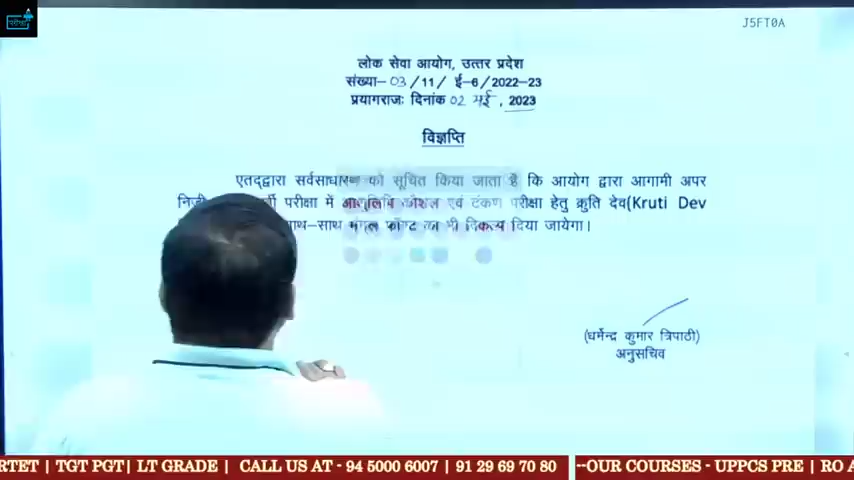 परीक्षा
J5FT0A
लोक सेवा आयोग, उत्तर प्रदेश
संख्या-03/11/ ई-6/2022-23
प्रयागराजः दिनांक 02 मई, 2023
विज्ञप्ति
एतद्द्वारा सर्वसाधारण को सूचित किया जाता है कि आयोग द्वारा आगामी अपर
निजी परीक्षा में आशुलिपि कौशल एवं टंकण परीक्षा हेतु क्रुति देव(Kruti Dev
साथ-साथ मंगल फॉण्ट का भी विकल्प दिया जायेगा।
(धर्मेन्द्र कुमार त्रिपाठी)
अनुसचिव
RTET | TGT PGT| LT GRADE | CALL US AT - 94 5000 6007 | 91 29 69 70 80 --OUR COURSES - UPPCS PRE | RO A